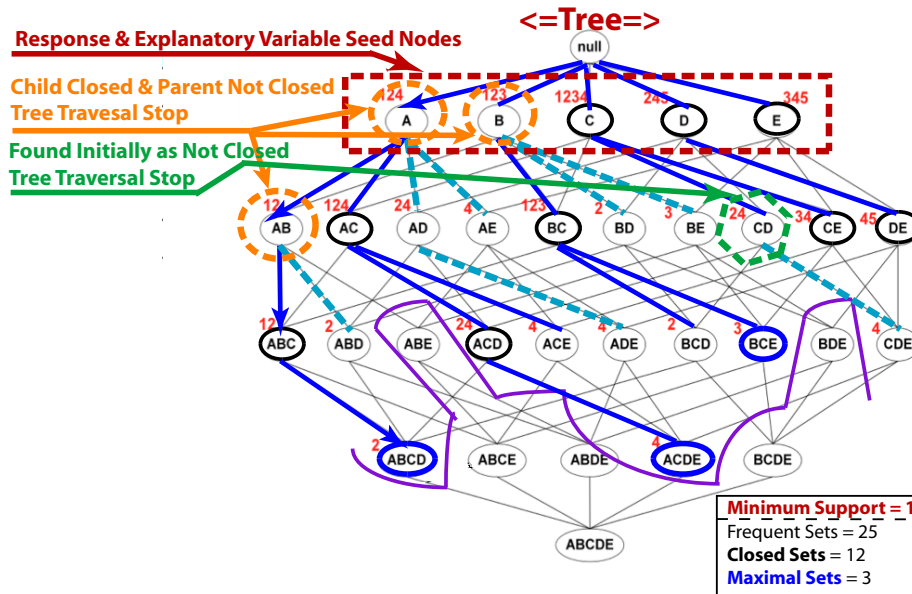 <=Tree=>
Response & Explanatory Variable Seed Nodes
null
Child Closed & Parent Not Closed
Tree Travesal Stop
124 123 1234 245 345
A B C D E
Found Initially as Not Closed
Tree Traversal Stop
12 124 24 4 123 2 3 24 34 45
AB AC AD AE BC BD BE CD CE DE
12 2 24 4 4 2 3 4
ABC ABD ABE ACD ACE ADE BCD BCE BDE CDE
2 4
ABCD ABCE ABDE ACDE BCDE
ABCDE
Minimum Support = 1
Frequent Sets = 25
Closed Sets = 12
Maximal Sets = 3